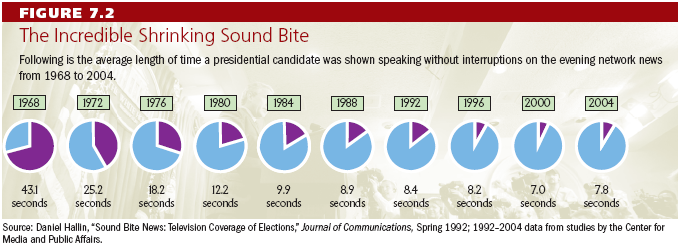 FIGURE 7.2
The Incredible Shrinking Sound Bite
Following is the average length of time a presidential candidate was shown speaking without interruptions on the evening network news
from 1968 to 2004.
1968 1972 1976 1980 1984 1988 1992 1996 2000 2004
43.1 25.2 18.2 12.2 9.9 8.9 8.4 8.2 7.0 7.8
seconds seconds seconds seconds seconds seconds seconds seconds seconds seconds
Source: Daniel Hallin, “Sound Bite News: Television Coverage of Elections,” Journal of Communications, Spring 1992; 1992–2004 data from studies by the Center for
Media and Public Affairs.